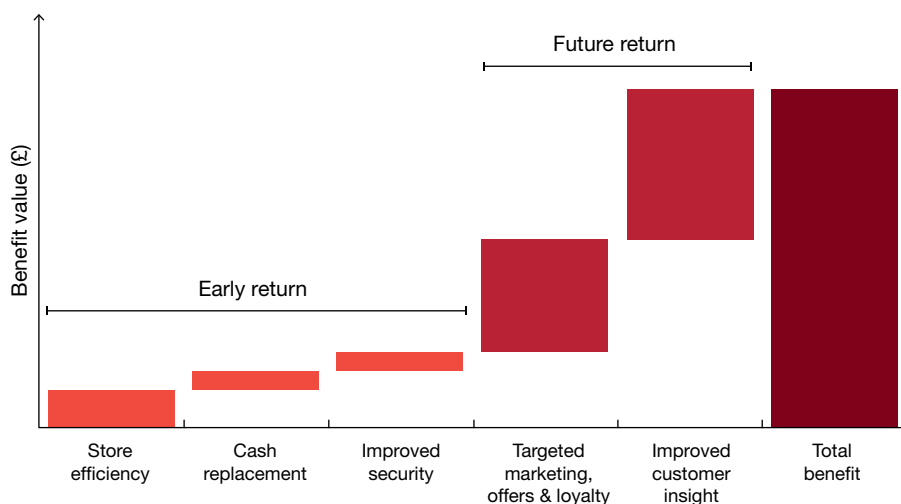 Future return
Benefit value (£)
Early return
Store
efficiency
Cash
replacement
Improved
security
Targeted
marketing,
offers & loyalty
Improved
customer
insight
Total
benefit